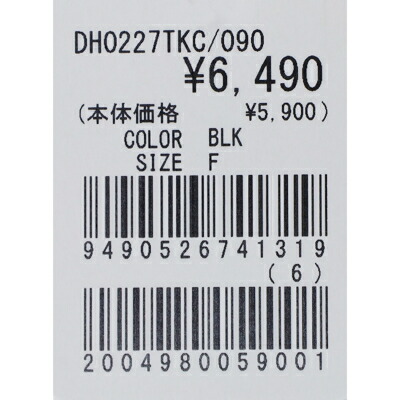 DH0227TKC/090
¥6,490
(本体価格 ¥5,900)
COLOR BLK
SIZE F
9490526741319
(6)
2004980059001